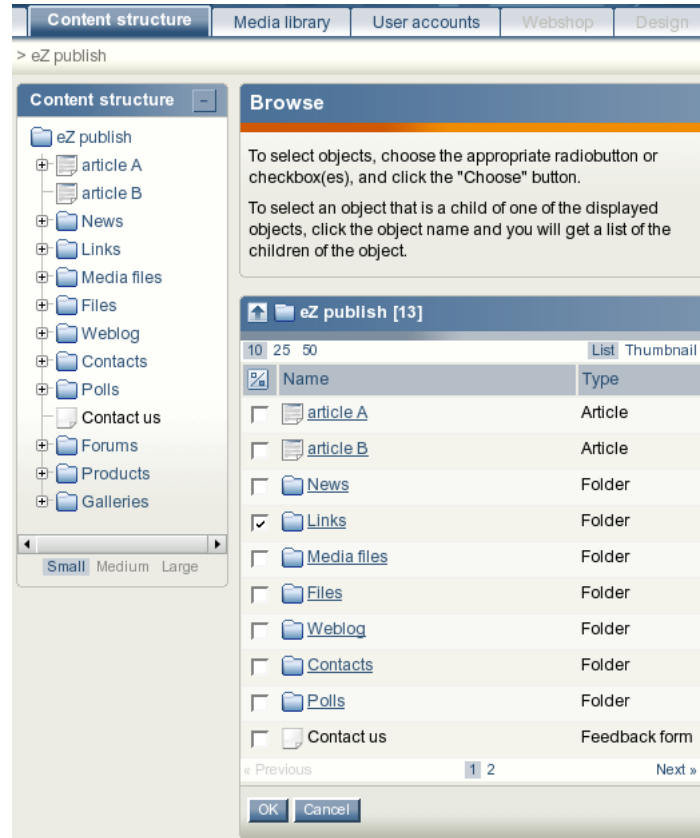 Content structure Media library User accounts Webshop Design
> eZ publish
Content structure
eZ publish
article A
article B
News
Links
Media files
Files
Weblog
Contacts
Polls
Contact us
Forums
Products
Galleries
Small Medium Large
Browse
To select objects, choose the appropriate radiobutton or
checkbox(es), and click the "Choose" button.
To select an object that is a child of one of the displayed
objects, click the object name and you will get a list of the
children of the object.
eZ publish [13]
10 25 50 List Thumbnail
Name Type
article A Article
article B Article
News Folder
Links Folder
Media files Folder
Files Folder
Weblog Folder
Contacts Folder
Polls Folder
Contact us Feedback form
« Previous 1 2 Next »
OK Cancel